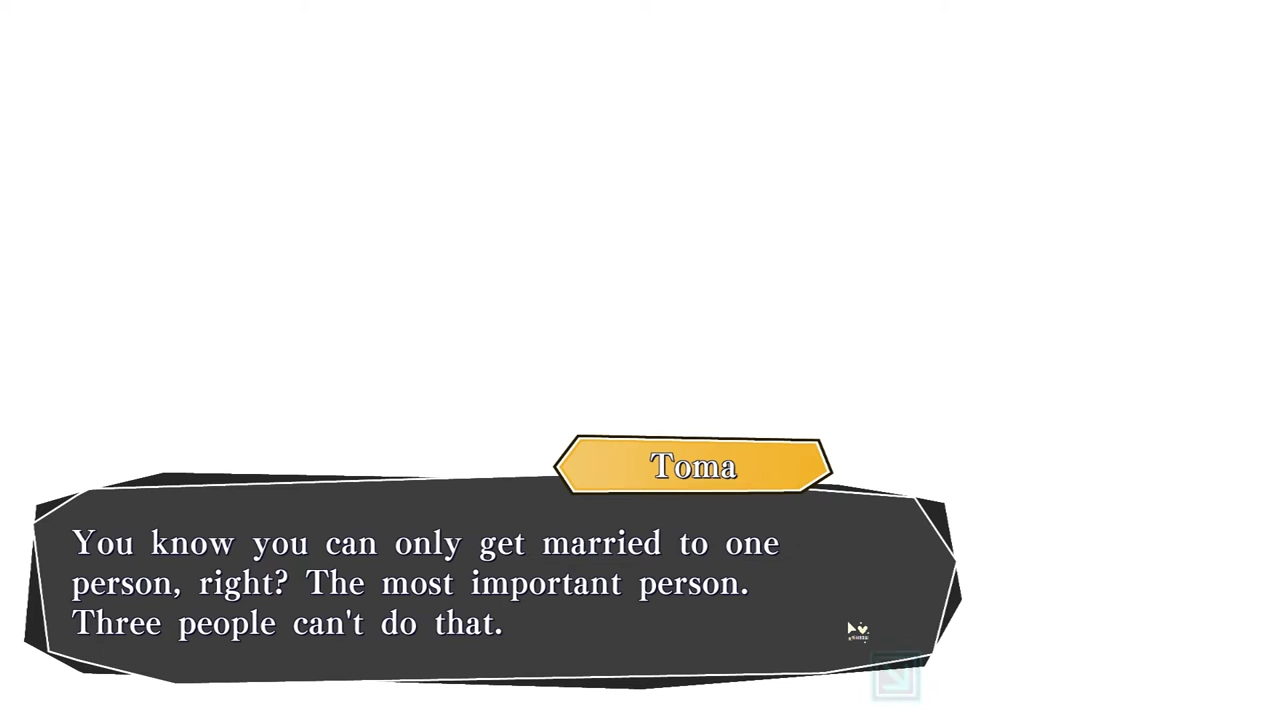 Toma
You know you can only get married to one
person, right? The most important person.
Three people can't do that.